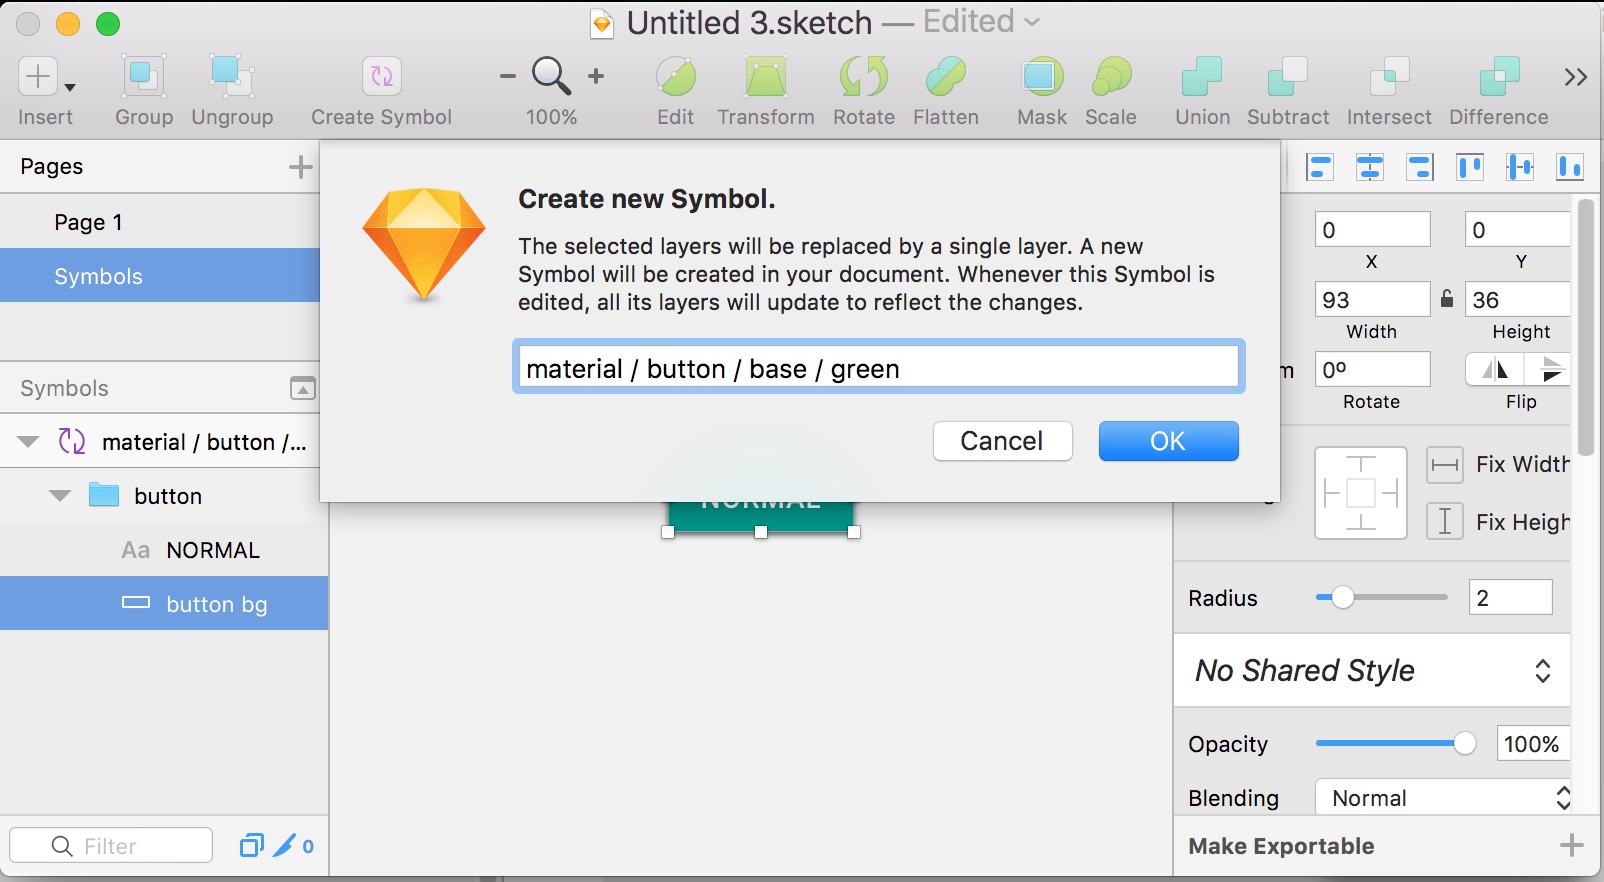 Untitled 3.sketch — Edited
Insert Group Ungroup Create Symbol 100% Edit Transform Rotate Flatten Mask Scale Union Subtract Intersect Difference
Pages
Page 1
Symbols
Symbols
material / button /...
button
Aa NORMAL
button bg
Filter
0
Create new Symbol.
The selected layers will be replaced by a single layer. A new
Symbol will be created in your document. Whenever this Symbol is
edited, all its layers will update to reflect the changes.
material / button / base / green
Cancel OK
NORMAL
0 0
X Y
93 36
Width Height
m 0º
Rotate Flip
Fix Width
Fix Heigh
Radius 2
No Shared Style
Opacity 100%
Blending Normal
Make Exportable